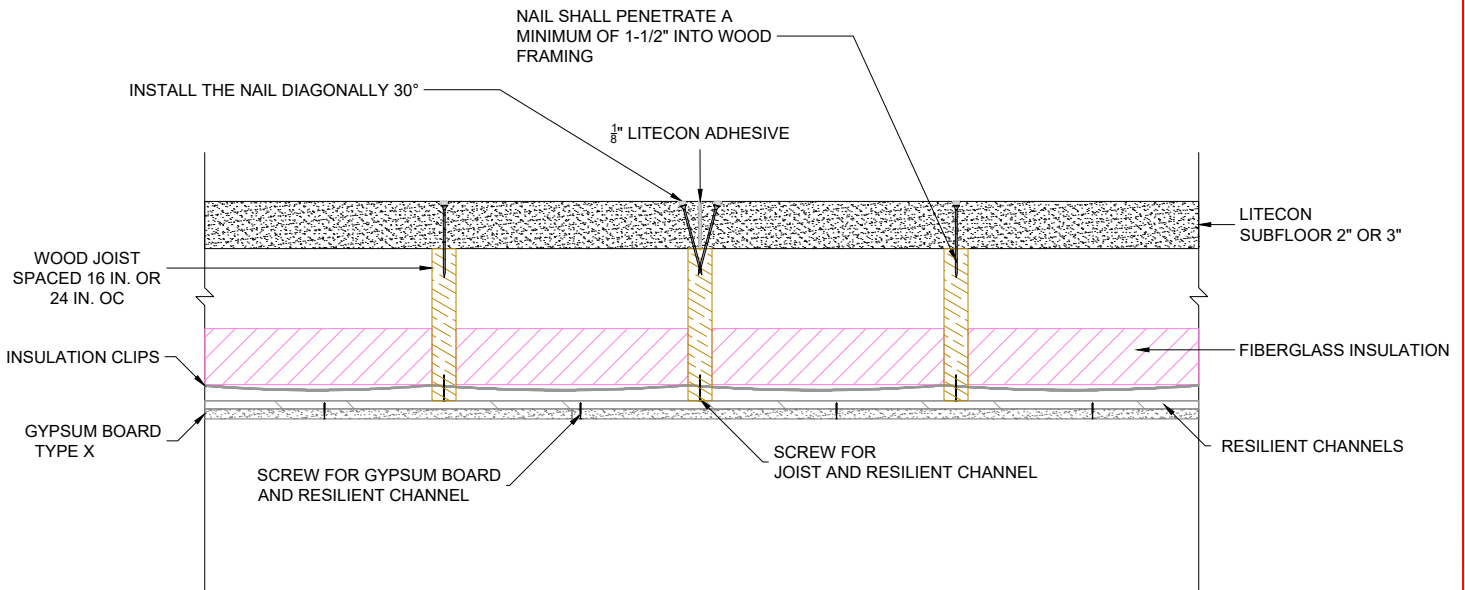 NAIL SHALL PENETRATE A
MINIMUM OF 1-1/2" INTO WOOD
FRAMING
INSTALL THE NAIL DIAGONALLY 30°
1/8" LITECON ADHESIVE
LITECON
SUBFLOOR 2" OR 3"
WOOD JOIST
SPACED 16 IN. OR
24 IN. OC
INSULATION CLIPS
FIBERGLASS INSULATION
GYPSUM BOARD
TYPE X
RESILIENT CHANNELS
SCREW FOR
JOIST AND RESILIENT CHANNEL
SCREW FOR GYPSUM BOARD
AND RESILIENT CHANNEL